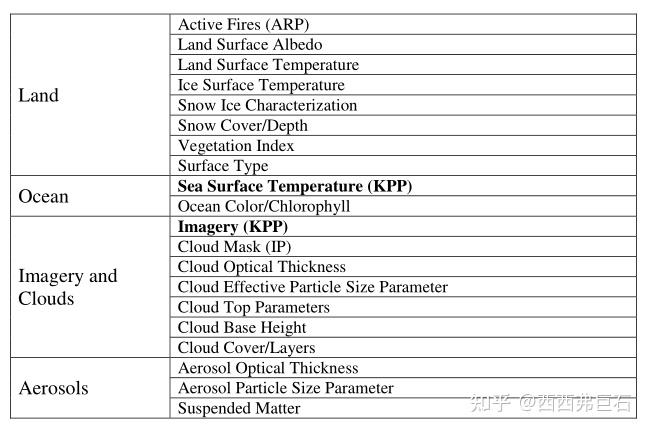 Land
Active Fires (ARP)
Land Surface Albedo
Land Surface Temperature
Ice Surface Temperature
Snow Ice Characterization
Snow Cover/Depth
Vegetation Index
Surface Type
Ocean
Sea Surface Temperature (KPP)
Ocean Color/Chlorophyll
Imagery and
Clouds
Imagery (KPP)
Cloud Mask (IP)
Cloud Optical Thickness
Cloud Effective Particle Size Parameter
Cloud Top Parameters
Cloud Base Height
Cloud Cover/Layers
Aerosols
Aerosol Optical Thickness
Aerosol Particle Size Parameter
Suspended Matter
知乎 @西西弗巨石